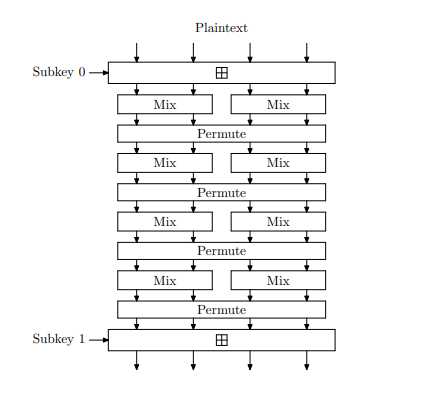 Plaintext
Subkey 0
Mix Mix
Permute
Mix Mix
Permute
Mix Mix
Permute
Mix Mix
Permute
Subkey 1